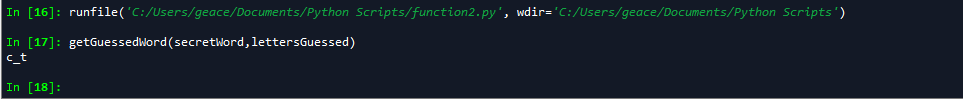 In [16]: runfile('C:/Users/geace/Documents/Python Scripts/function2.py', wdir='C:/Users/geace/Documents/Python Scripts')
In [17]: getGuessedWord(secretWord,lettersGuessed)
c_t
In [18]: